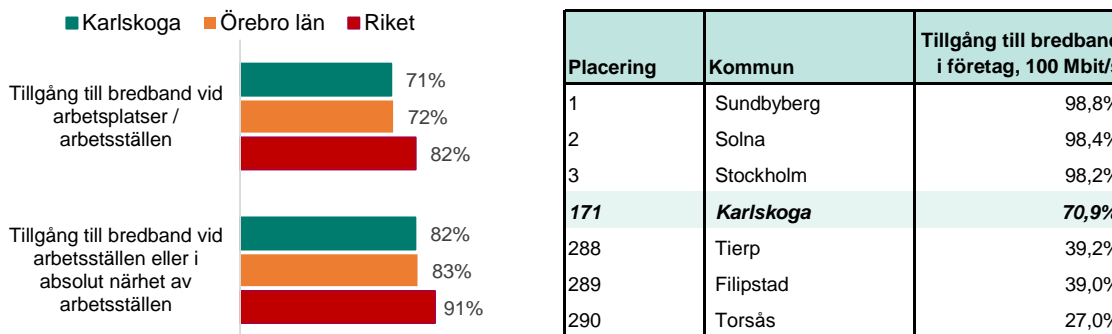 Karlskoga Örebro län Riket
Tillgång till bredband vid
arbetsplatser /
arbetsställen
71%
72%
82%
Tillgång till bredband vid
arbetsställen eller i
absolut närhet av
arbetsställen
82%
83%
91%
Placering Kommun Tillgång till bredband
i företag, 100 Mbit/s
1 Sundbyberg 98,8%
2 Solna 98,4%
3 Stockholm 98,2%
171 Karlskoga 70,9%
288 Tierp 39,2%
289 Filipstad 39,0%
290 Torsås 27,0%